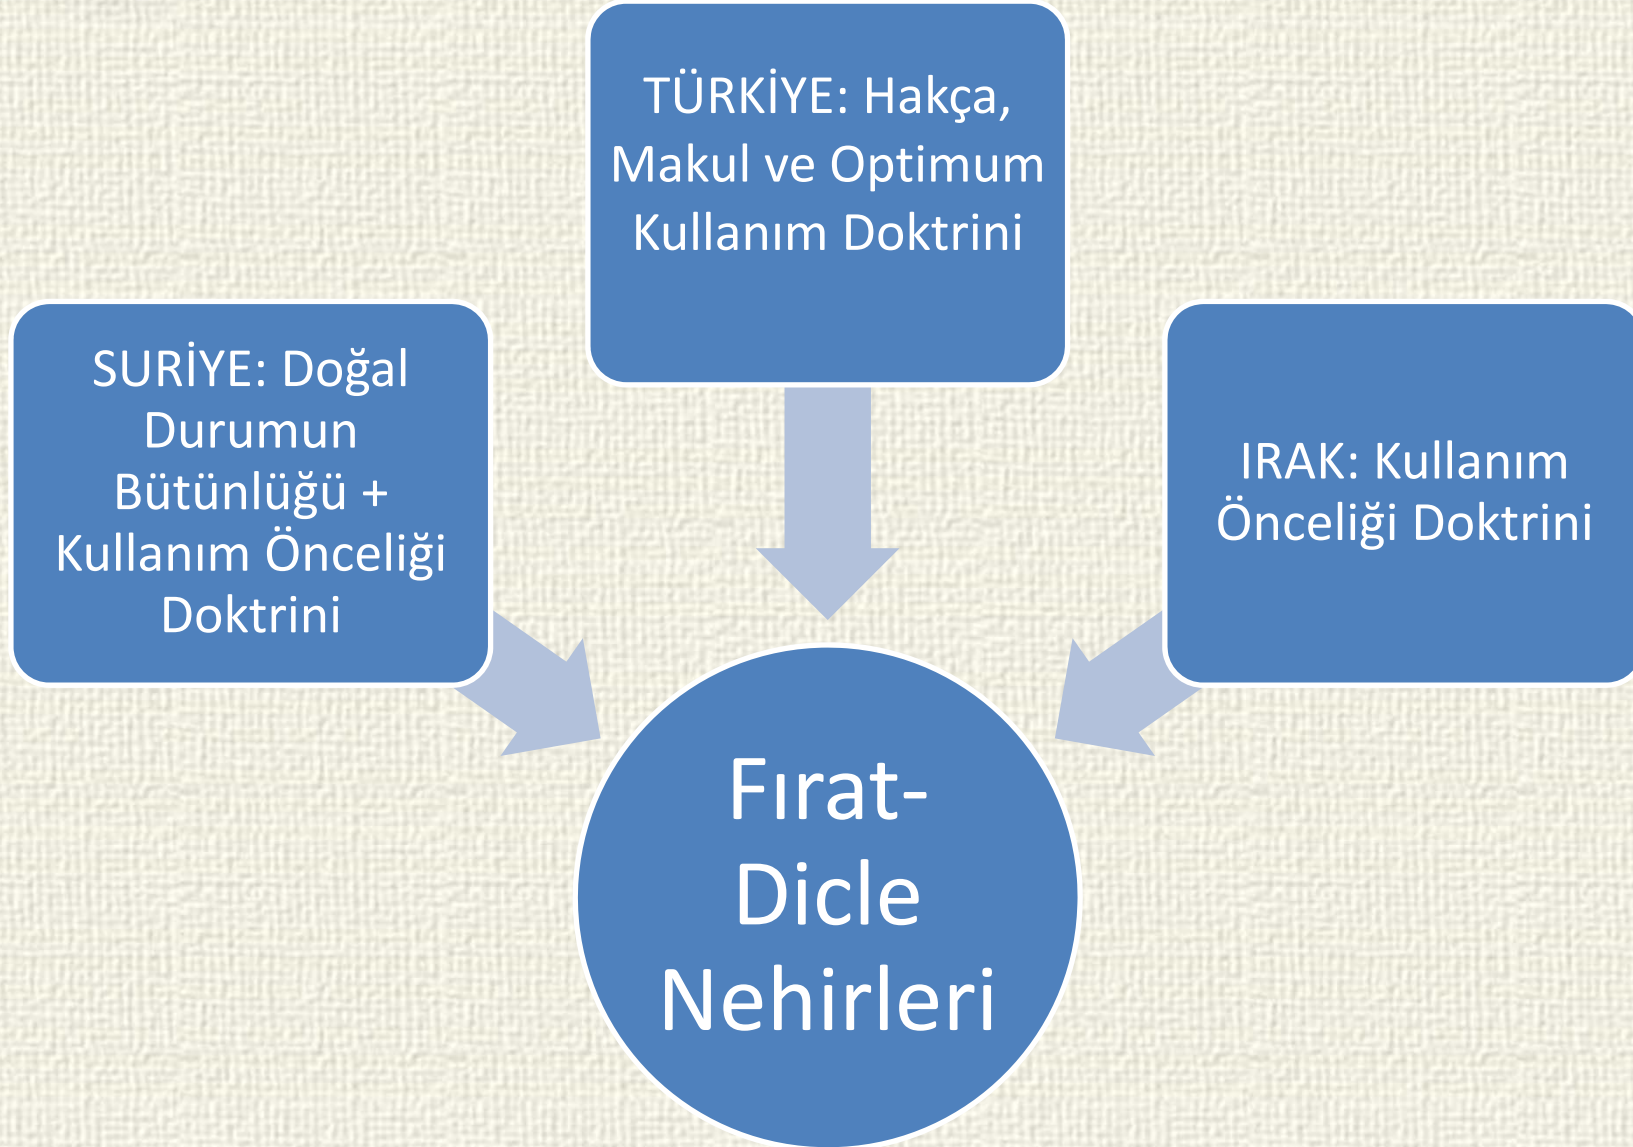 TÜRKİYE: Hakça,
Makul ve Optimum
Kullanım Doktrini
SURİYE: Doğal
Durumun
Bütünlüğü +
Kullanım Önceliği
Doktrini
IRAK: Kullanım
Önceliği Doktrini
Fırat-
Dicle
Nehirleri